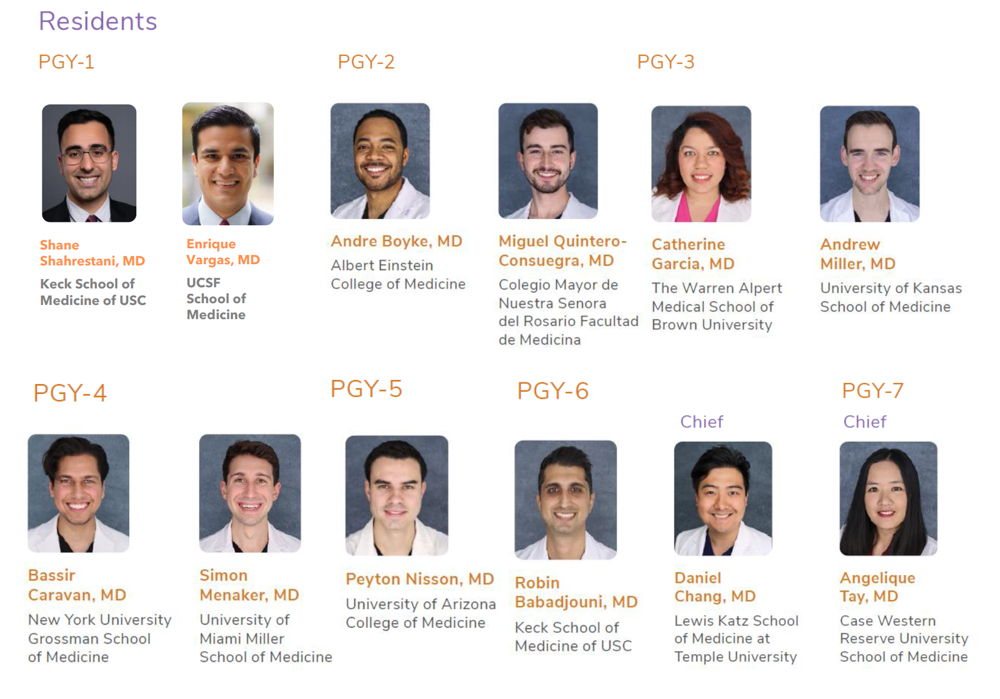 Residents
PGY-1
PGY-2
PGY-3
Shane
Shahrestani, MD
Keck School of
Medicine of USC
Enrique
Vargas, MD
UCSF
School of
Medicine
Andre Boyke, MD
Albert Einstein
College of Medicine
Miguel Quintero-
Consuegra, MD
Colegio Mayor de
Nuestra Senora
del Rosario Facultad
de Medicina
Catherine
Garcia, MD
The Warren Alpert
Medical School of
Brown University
Andrew
Miller, MD
University of Kansas
School of Medicine
PGY-4
PGY-5
PGY-6
PGY-7
Chief
Chief
Bassir
Caravan, MD
New York University
Grossman School
of Medicine
Simon
Menaker, MD
University of
Miami Miller
School of Medicine
Peyton Nisson, MD
University of Arizona
College of Medicine
Robin
Babadjouni, MD
Keck School of
Medicine of USC
Daniel
Chang, MD
Lewis Katz School
of Medicine at
Temple University
Angelique
Tay, MD
Case Western
Reserve University
School of Medicine